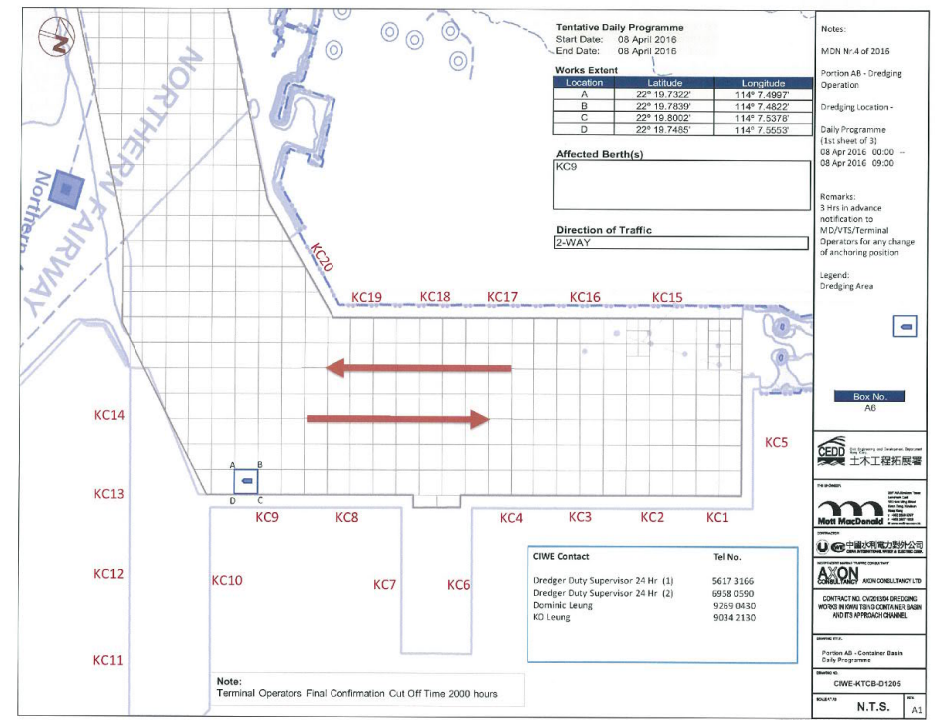 Tentative Daily Programme
Start Date: 08 April 2016
End Date: 08 April 2016
Works Extent
Location Latitude Longitude
A 22° 19.7322' 114° 7.4997'
B 22° 19.7839' 114° 7.4822'
C 22° 19.8002' 114° 7.5378'
D 22° 19.7485' 114° 7.5553'
Affected Berth(s)
KC9
Direction of Traffic
2-WAY
N
NORTHERN FAIRWAY
Northern
KC20
KC19 KC18 KC17 KC16 KC15
KC14
KC13
KC12
KC11
KC5
A B
D C
KC9 KC8 KC4 KC3 KC2 KC1
KC10 KC7 KC6
CIWE Contact Tel No.
Dredger Duty Supervisor 24 Hr (1) 5617 3166
Dredger Duty Supervisor 24 Hr (2) 6958 0590
Dominic Leung 9269 0430
KO Leung 9034 2130
Note:
Terminal Operators Final Confirmation Cut Off Time 2000 hours
Notes:
MDN Nr.4 of 2016
Portion AB - Dredging
Operation
Dredging Location -
Daily Programme
(1st sheet of 3)
08 Apr 2016 00:00 --
08 Apr 2016 09:00
Remarks:
3 Hrs in advance
notification to
MD/VTS/Terminal
Operators for any change
of anchoring position
Legend:
Dredging Area
Box No.
A6
CEDD
土木工程拓展署
THE ENGINEER
Mott MacDonald
CONTRACTOR
中國水利電力對外公司
AXON
CONSULTANCY AXON CONSULTANCY LTD
CONTRACT NO. CV/2013/04 DREDGING
WORKS IN KWAI TSING CONTAINER BASIN
AND ITS APPROACH CHANNEL
DRAWING TITLE
Portion AB - Container Basin
Daily Programme
DRAWING NO.
CIWE-KTCB-D1205
N.T.S.
A1